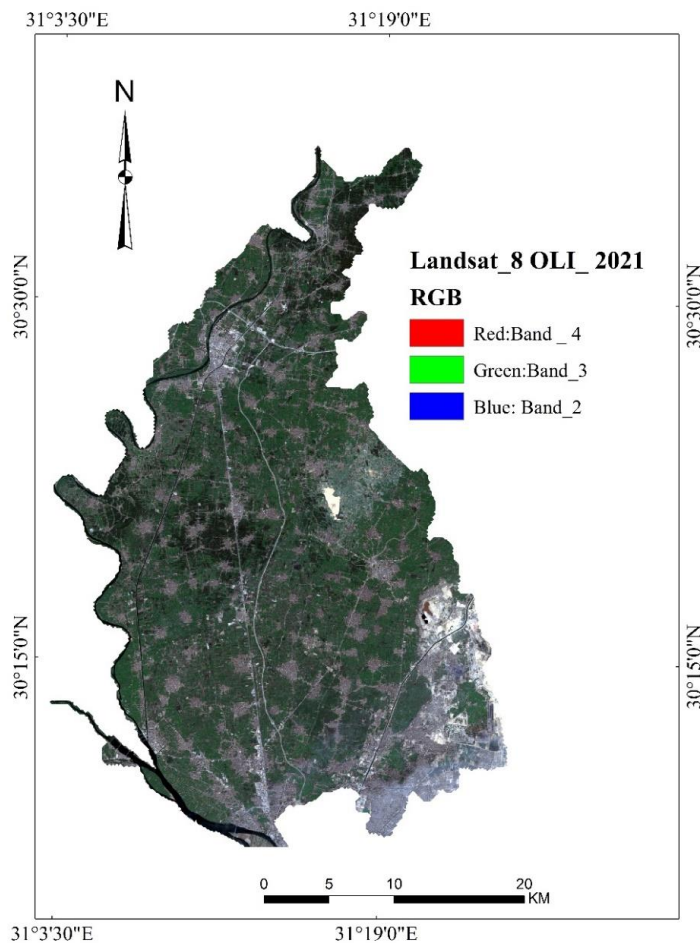 31°3'30"E 31°19'0"E
N
Landsat_8 OLI_ 2021
RGB
30°30'0"N 30°30'0"N
Red:Band _ 4
Green:Band_3
Blue: Band_2
30°15'0"N 30°15'0"N
0 5 10 20
KM
31°3'30"E 31°19'0"E